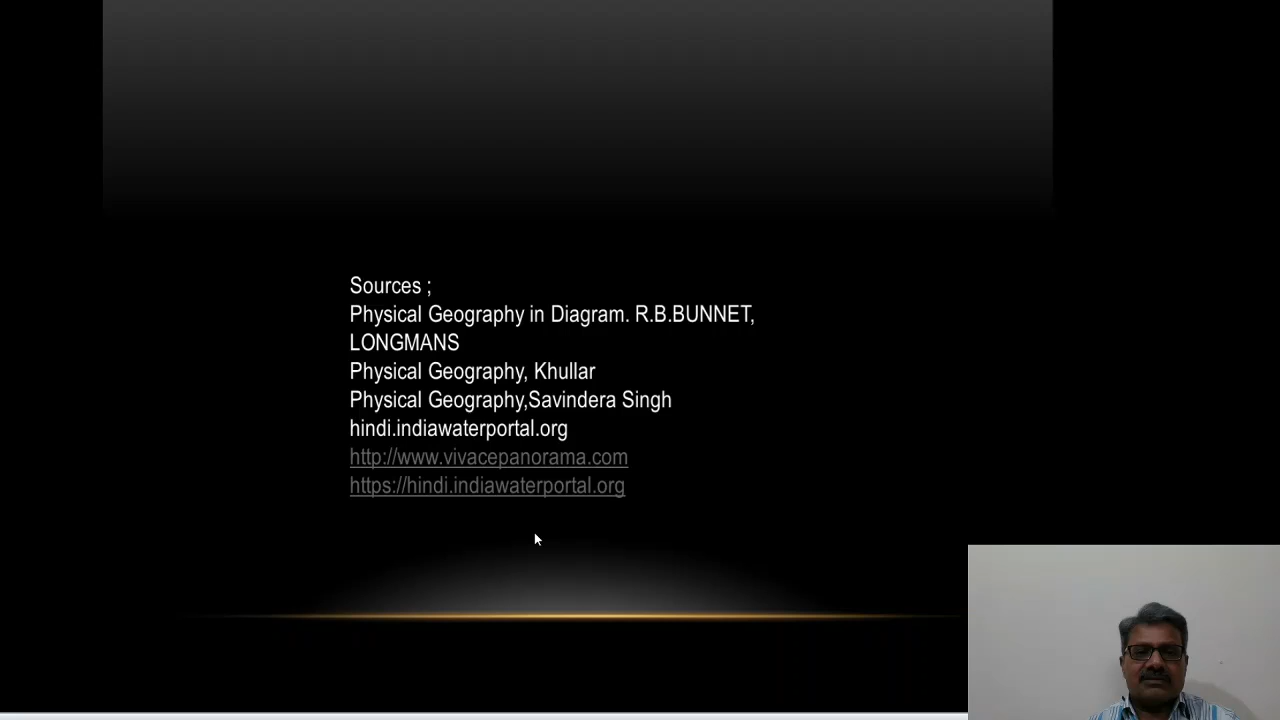 Sources ;
Physical Geography in Diagram. R.B.BUNNET,
LONGMANS
Physical Geography, Khullar
Physical Geography,Savindera Singh
hindi.indiawaterportal.org
http://www.vivacepanorama.com
https://hindi.indiawaterportal.org